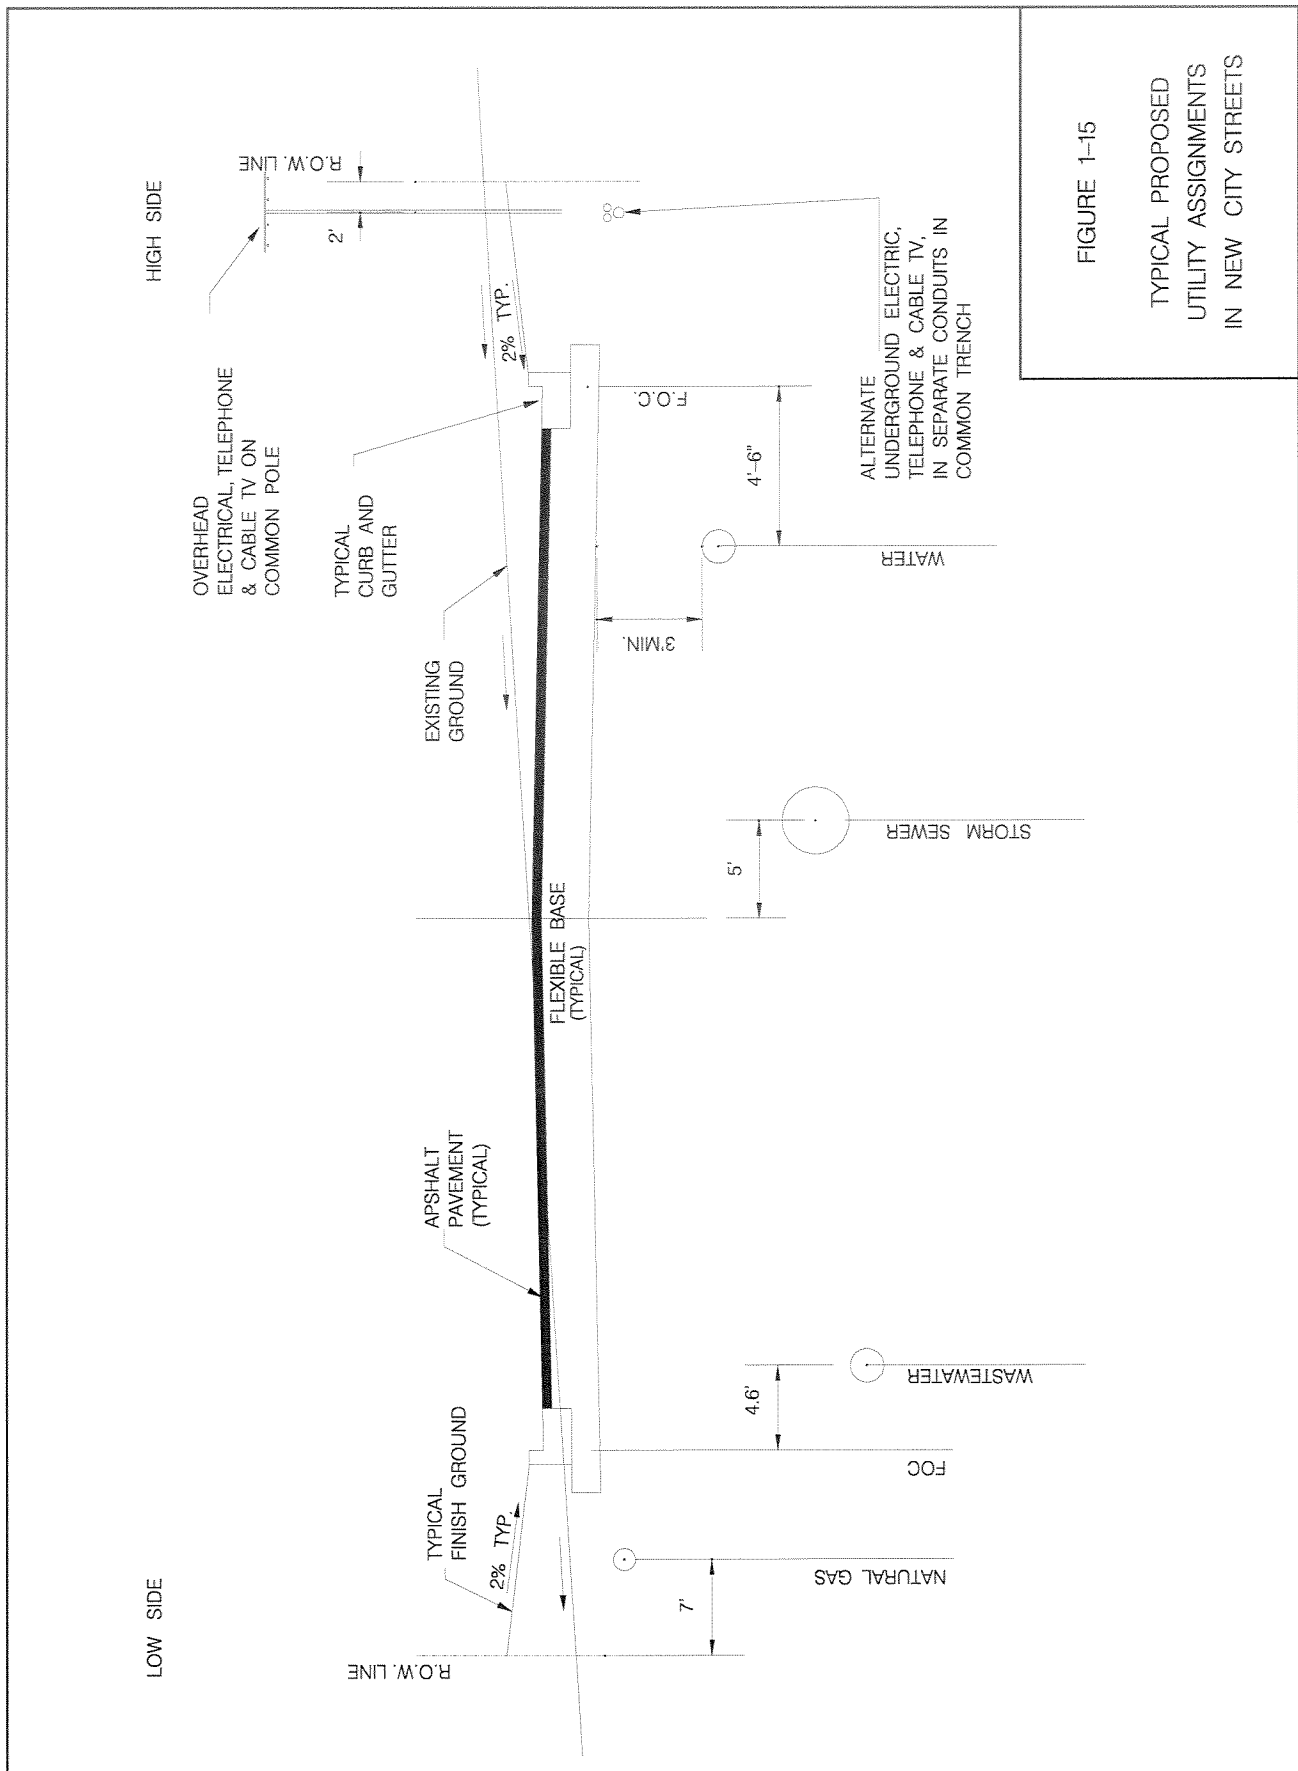 LOW SIDE
HIGH SIDE
OVERHEAD
ELECTRICAL, TELEPHONE
& CABLE TV ON
COMMON POLE
R.O.W. LINE
2'
TYPICAL
CURB AND
GUTTER
EXISTING
GROUND
2% TYP.
APSHALT
PAVEMENT
(TYPICAL)
TYPICAL
FINISH GROUND
2% TYP.
R.O.W. LINE
FLEXIBLE BASE
(TYPICAL)
F.O.C.
3'MIN.
4'-6"
WATER
5'
STORM SEWER
4.6'
WASTEWATER
FOC
7'
NATURAL GAS
ALTERNATE
UNDERGROUND ELECTRIC,
TELEPHONE & CABLE TV,
IN SEPARATE CONDUITS IN
COMMON TRENCH
FIGURE 1-15
TYPICAL PROPOSED
UTILITY ASSIGNMENTS
IN NEW CITY STREETS